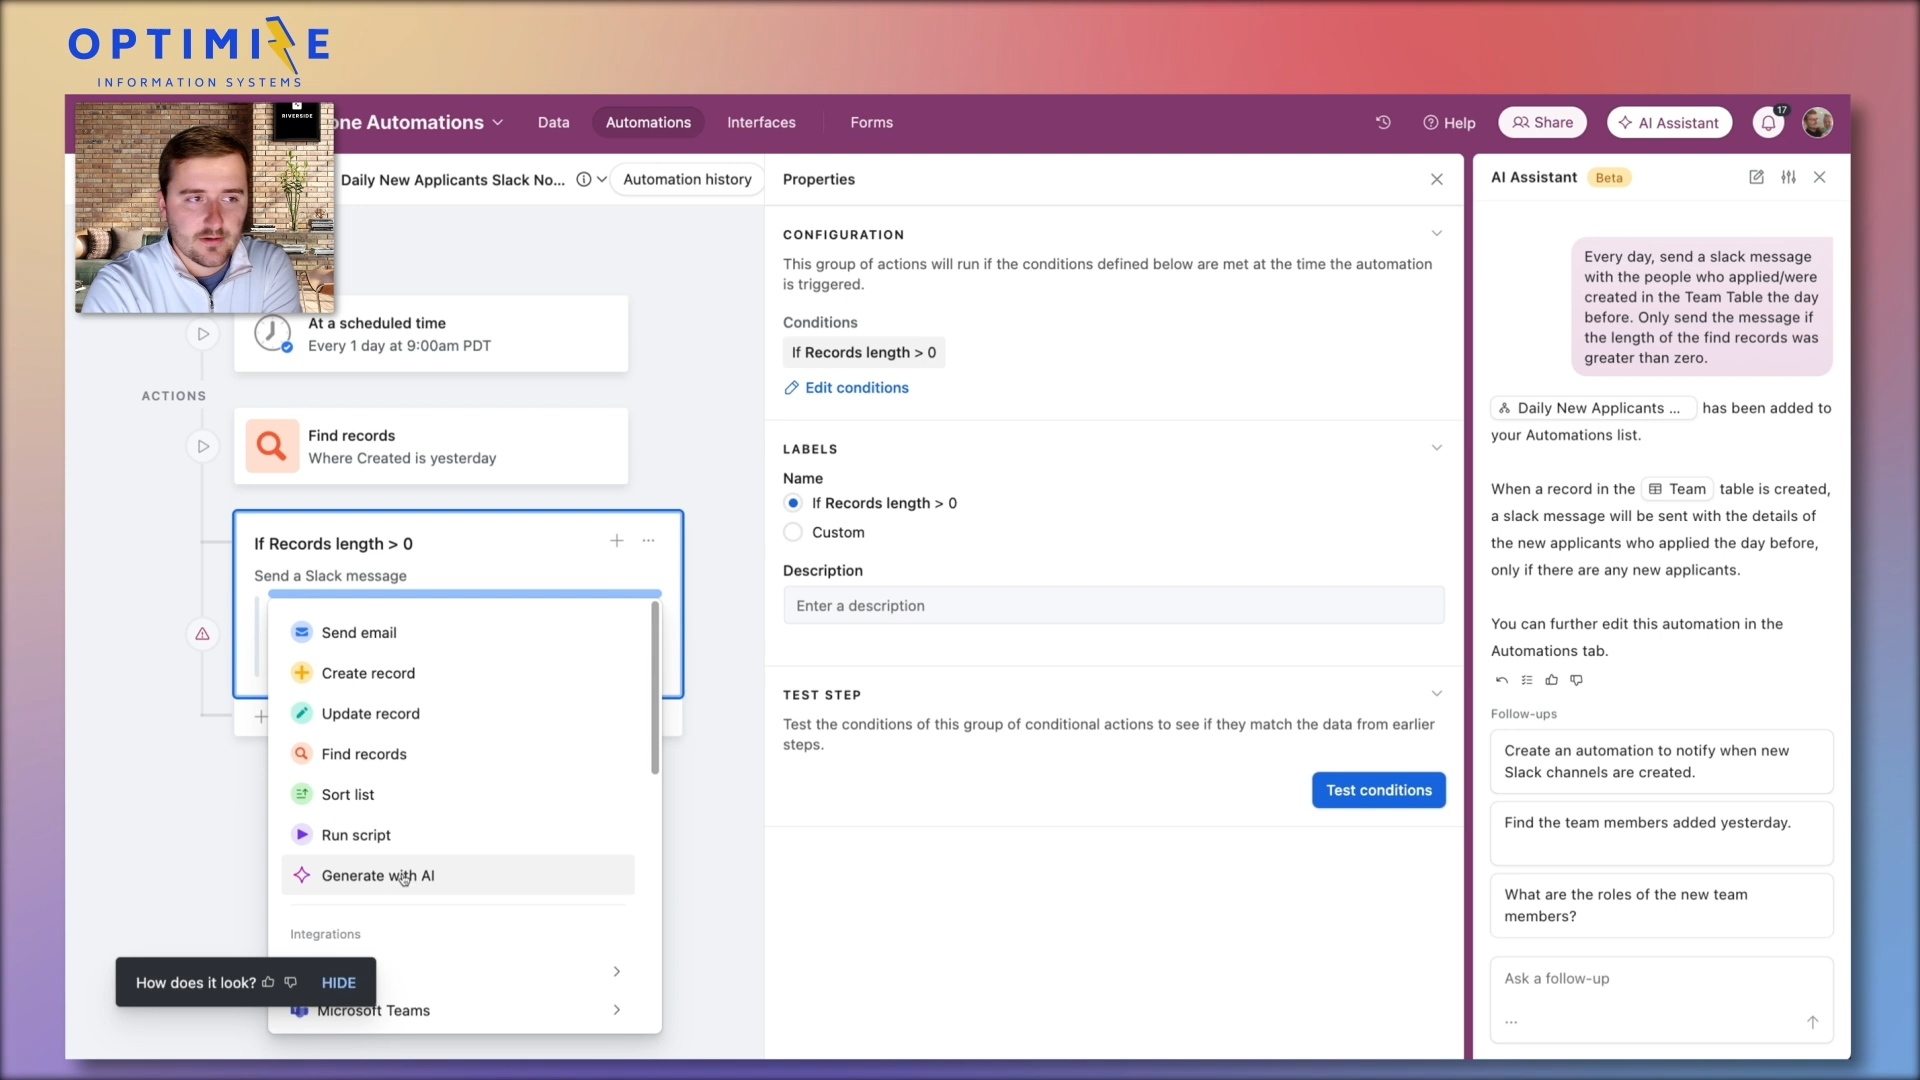 OPTIMIZE
INFORMATION SYSTEMS
RIVERSIDE
one Automations
Data
Automations
Interfaces
Forms
Help
Share
AI Assistant
17
Daily New Applicants Slack No...
Automation history
Properties
AI Assistant
Beta
CONFIGURATION
This group of actions will run if the conditions defined below are met at the time the automation
is triggered.
Conditions
If Records length > 0
Edit conditions
LABELS
Name
If Records length > 0
Custom
Description
Enter a description
TEST STEP
Test the conditions of this group of conditional actions to see if they match the data from earlier
steps.
Test conditions
At a scheduled time
Every 1 day at 9:00am PDT
ACTIONS
Find records
Where Created is yesterday
If Records length > 0
Send a Slack message
Send email
Create record
Update record
Find records
Sort list
Run script
Generate with AI
Integrations
Microsoft Teams
How does it look?
HIDE
Every day, send a slack message
with the people who applied/were
created in the Team Table the day
before. Only send the message if
the length of the find records was
greater than zero.
Daily New Applicants ... has been added to
your Automations list.
When a record in the Team table is created,
a slack message will be sent with the details of
the new applicants who applied the day before,
only if there are any new applicants.
You can further edit this automation in the
Automations tab.
Follow-ups
Create an automation to notify when new
Slack channels are created.
Find the team members added yesterday.
What are the roles of the new team
members?
Ask a follow-up
...